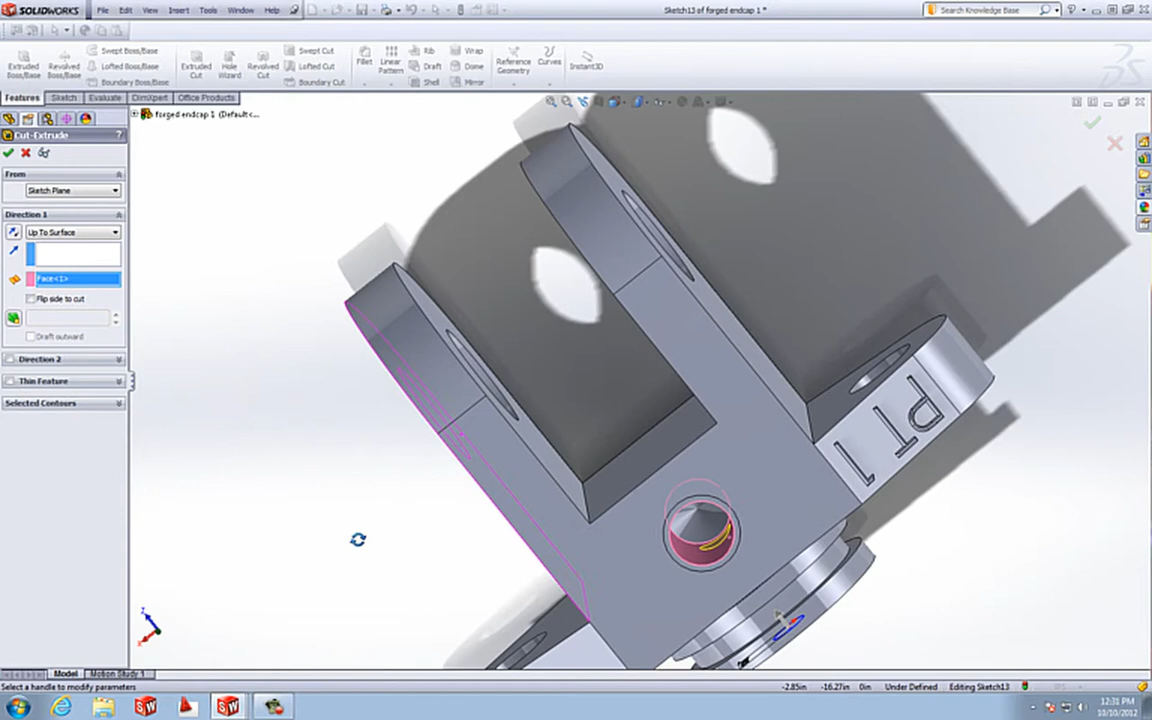 SOLIDWORKS File Edit View Insert Tools Window Help Sketch13 of forged endcap 1 * Search Knowledge Base
Extruded Boss/Base
Revolved Boss/Base
Swept Boss/Base
Lofted Boss/Base
Boundary Boss/Base
Extruded Cut
Hole Wizard
Revolved Cut
Swept Cut
Lofted Cut
Boundary Cut
Fillet
Linear Pattern
Rib
Draft
Shell
Wrap
Dome
Mirror
Reference Geometry
Curves
Instant3D
Features Sketch Evaluate DimXpert Office Products
forged endcap 1 (Default<...
Cut-Extrude ?
From
Sketch Plane
Direction 1
Up To Surface
Face<1>
Flip side to cut
Draft outward
Direction 2
Thin Feature
Selected Contours
PT1
Model Motion Study 1
Select a handle to modify parameters -2.85in -16.27in 0in Under Defined Editing Sketch13
12:31 PM
10/10/2012